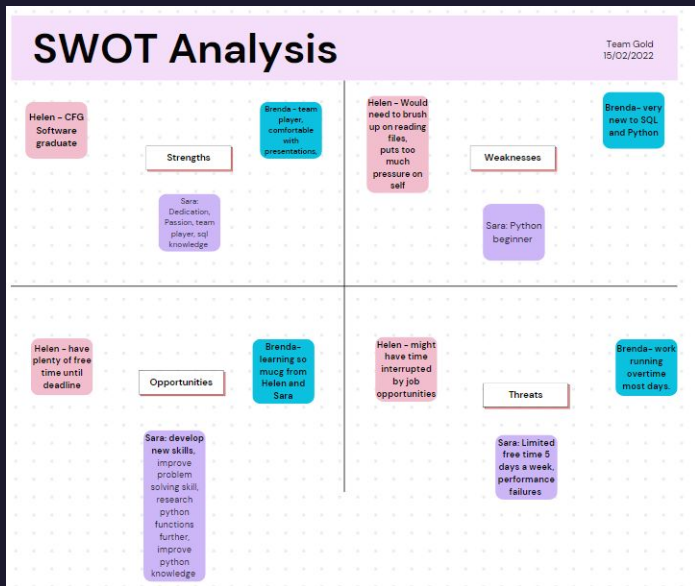 SWOT Analysis
Team Gold
15/02/2022
Helen - CFG
Software
graduate
Strengths
Brenda - team
player,
comfortable
with
presentations,
Sara:
Dedication,
Passion, team
player, sql
knowledge
Helen - Would
need to brush
up on reading
files,
puts too
much
pressure on
self
Weaknesses
Brenda- very
new to SQL
and Python
Sara: Python
beginner
Helen - have
plenty of free
time until
deadline
Opportunities
Brenda-
learning so
mucg from
Helen and
Sara
Sara: develop
new skills,
improve
problem
solving skill,
research
python
functions
further,
improve
python
knowledge
Helen - might
have time
interrupted
by job
opportunities
Threats
Brenda- work
running
overtime
most days.
Sara: Limited
free time 5
days a week,
performance
failures